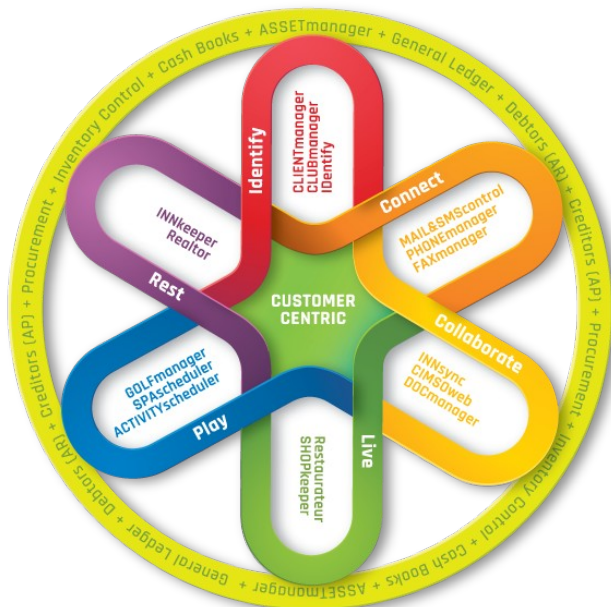 Procurement + Inventory Control + Cash Books + ASSETmanager + General Ledger + Debtors (AR) + Creditors (AP) + Procurement + Inventory Control + Cash Books + ASSETmanager + General Ledger + Debtors (AR) + Creditors (AP) +
Identify
CLIENTmanager
CLUBmanager
IDentify
Connect
MAIL&SMScontrol
PHONEmanager
FAXmanager
Collaborate
INNsync
CIMSOweb
DOCmanager
Live
Restaurateur
SHOPkeeper
Play
GOLFmanager
SPAscheduler
ACTIVITYscheduler
Rest
INNkeeper
Realtor
CUSTOMER
CENTRIC